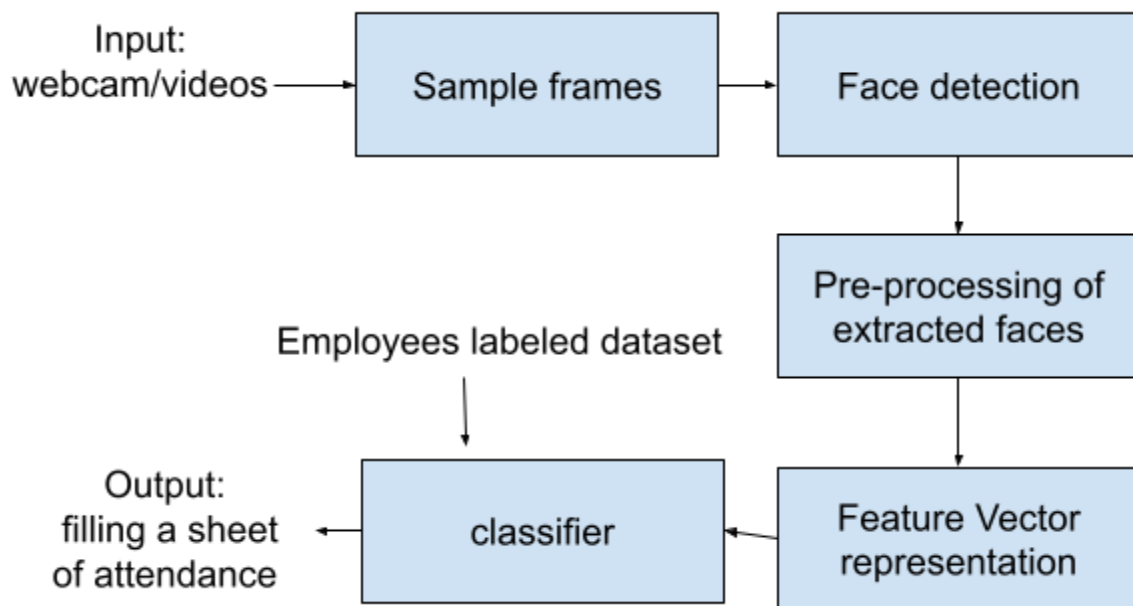 Input:
webcam/videos
Sample frames
Face detection
Pre-processing of
extracted faces
Employees labeled dataset
Output:
filling a sheet
of attendance
classifier
Feature Vector
representation